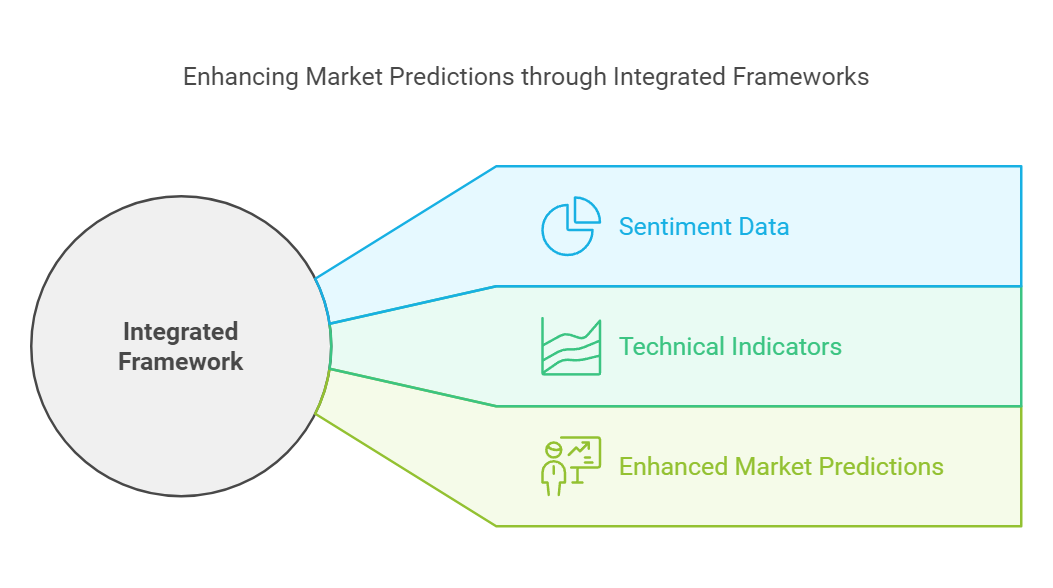 Enhancing Market Predictions through Integrated Frameworks
Integrated
Framework
Sentiment Data
Technical Indicators
Enhanced Market Predictions